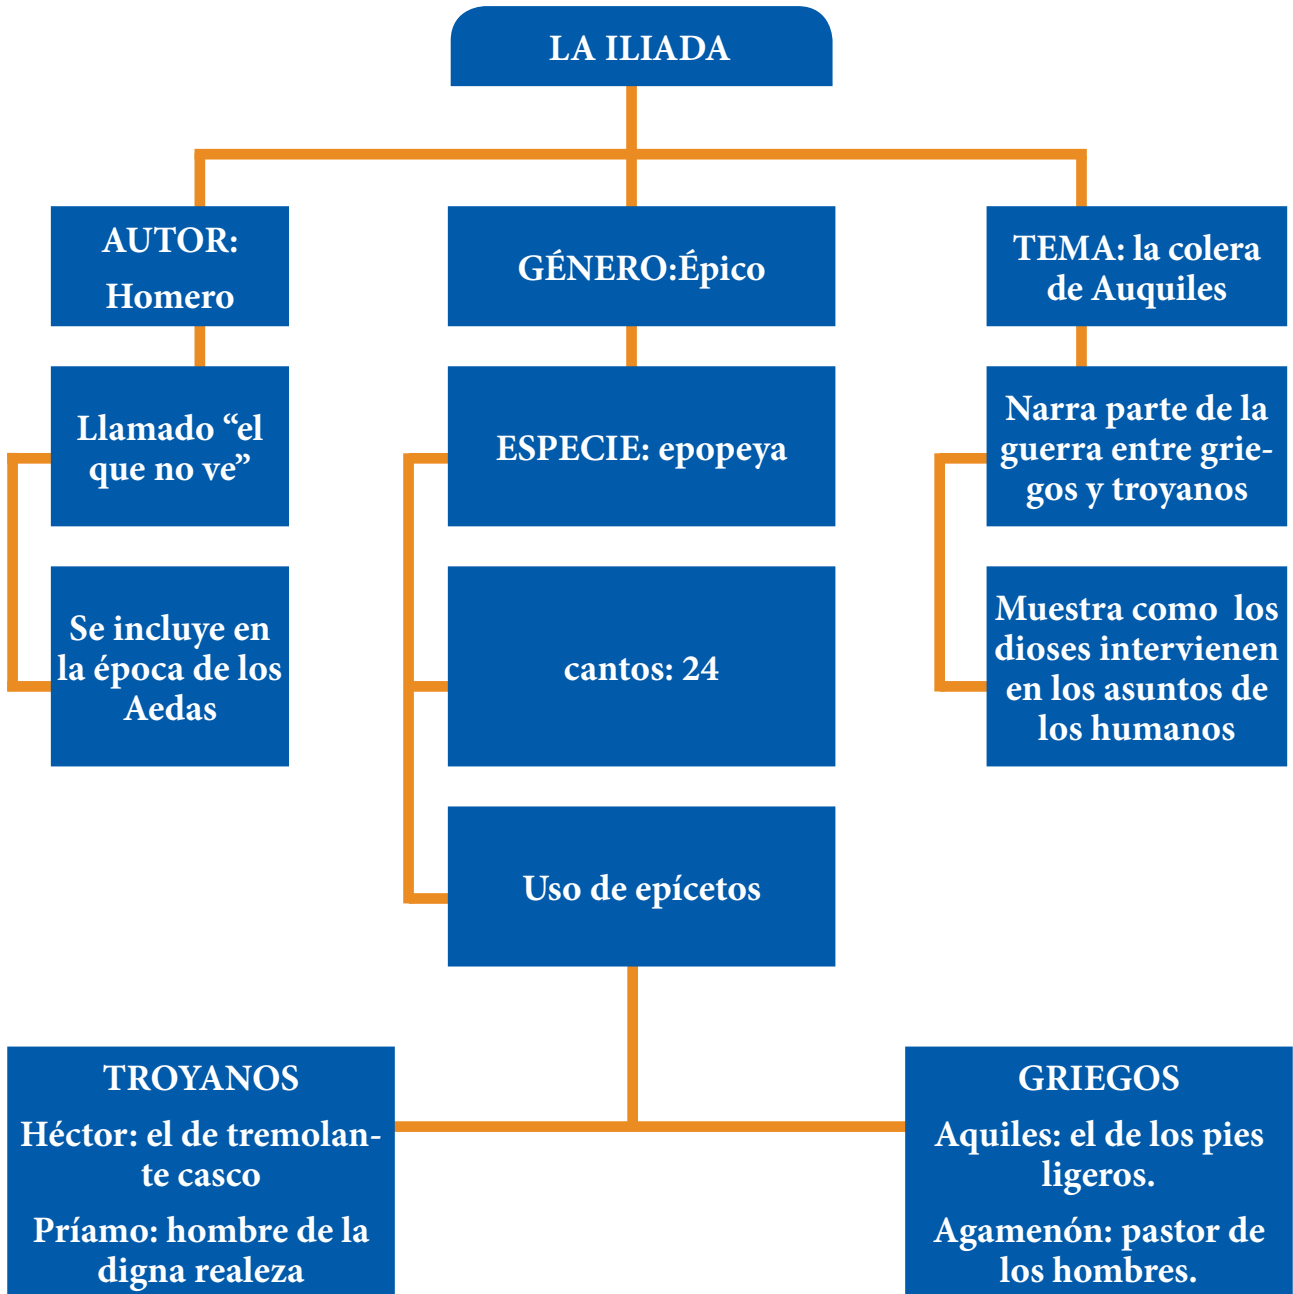 LA ILIADA
AUTOR:
Homero
GÉNERO:Épico
TEMA: la colera
de Auquiles
Llamado “el
que no ve”
ESPECIE: epopeya
Narra parte de la
guerra entre grie-
gos y troyanos
Se incluye en
la época de los
Aedas
cantos: 24
Muestra como  los
dioses intervienen
en los asuntos de
los humanos
Uso de epícetos
TROYANOS
Héctor: el de tremolan-
te casco
Príamo: hombre de la
digna realeza
GRIEGOS
Aquiles: el de los pies
ligeros.
Agamenón: pastor de
los hombres.